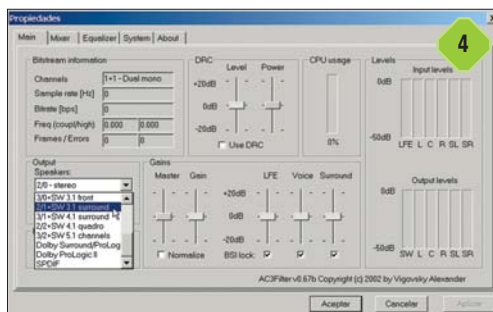 Propiedades
4
Main Mixer Equalizer System About
Bitstream information
Channels 1+1 - Dual mono
Sample rate [Hz] 0
Bitrate [bps] 0
Freq (coupl/high) 0.000 0.000
Frames / Errors 0 0
DRC
Level Power
+20dB
0dB
-20dB
Use DRC
CPU usage
0%
Levels
Input levels
0dB
-50dB
LFE L C R SL SR
Output
Speakers:
2/0 - stereo
3/0+SW 3.1 front
2/1+SW 3.1 surround
3/1+SW 4.1 surround
2/2+SW 4.1 quadro
3/2+SW 5.1 channels
Dolby Surround/ProLog
Dolby ProLogic II
SPDIF
Gains
Master Gain LFE Voice Surround
+20dB
0dB
-20dB
Normalize BSI lock:
Output levels
0dB
-50dB
SW L C R SL SR
AC3Filter v0.67b Copyright (c) 2002 by Vigovsky Alexander
Aceptar Cancelar Aplicar